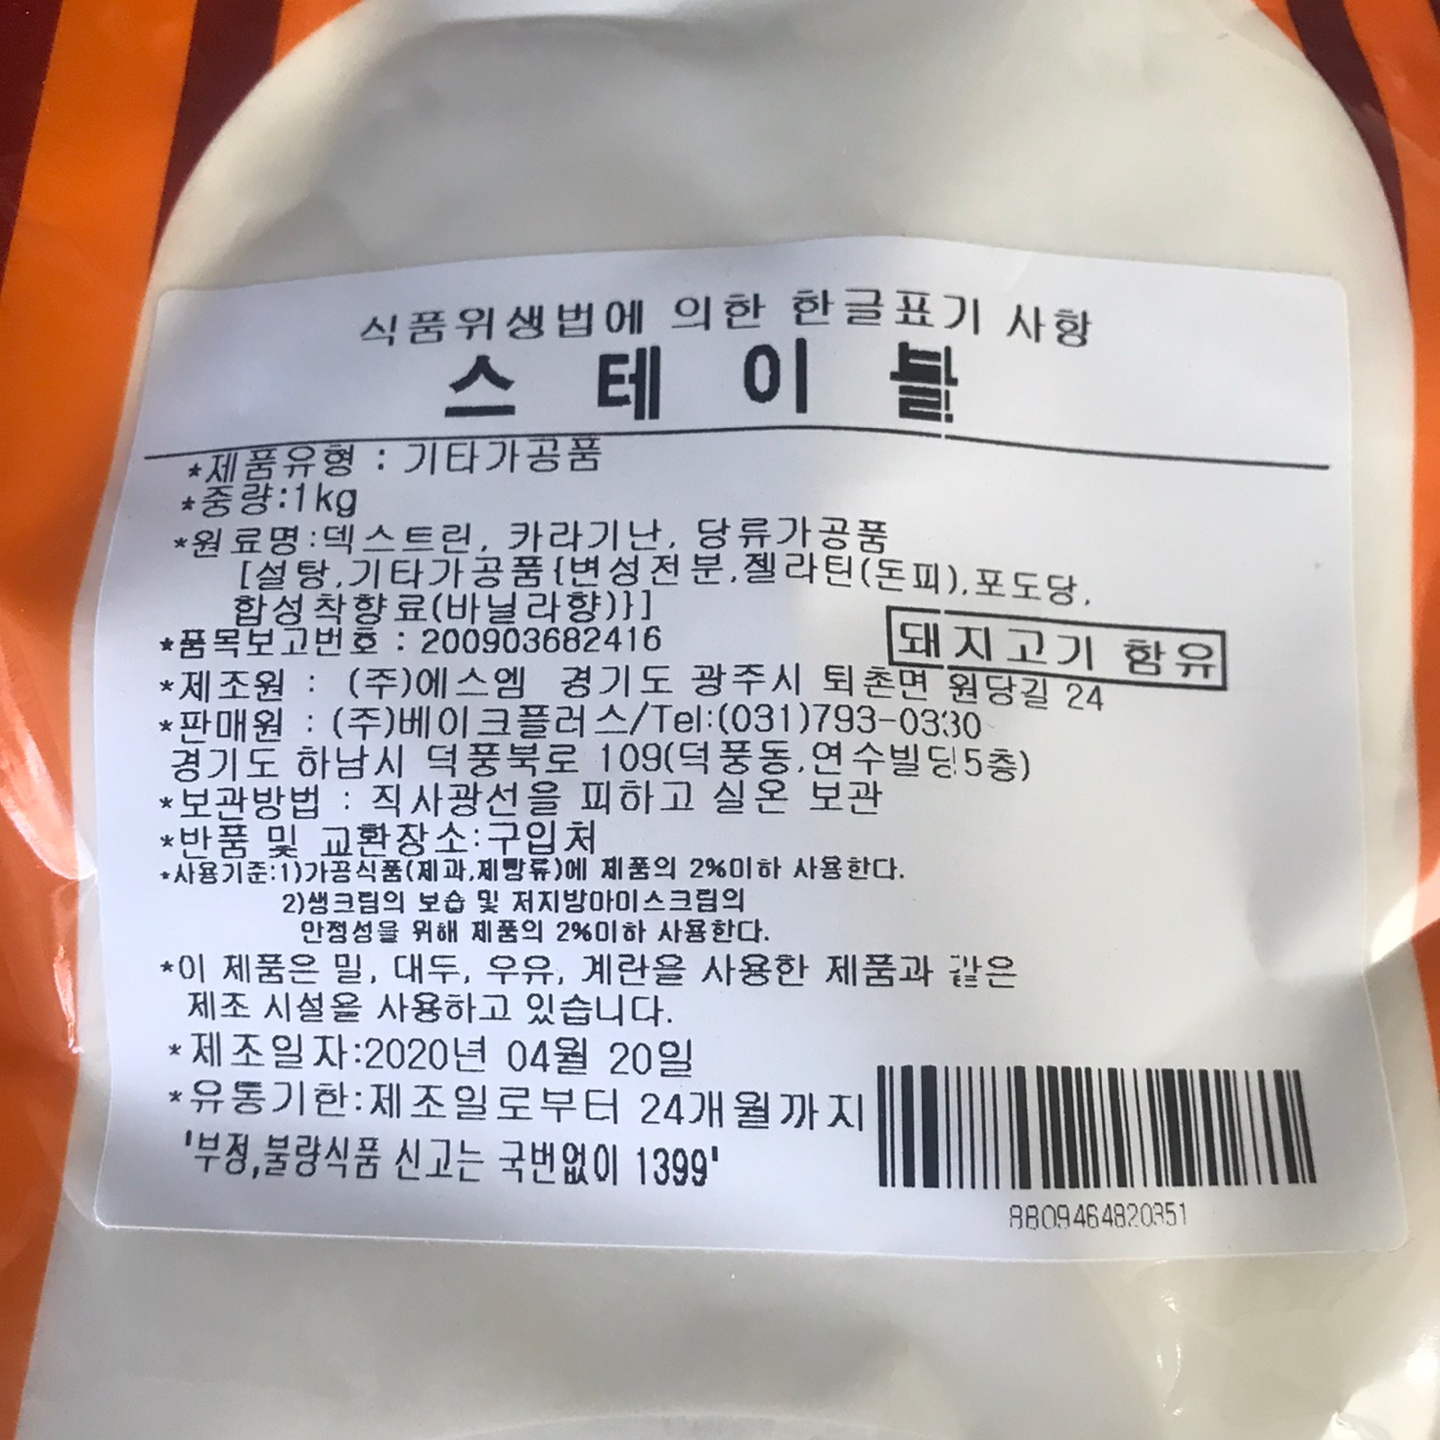 식품위생법에 의한 한글표기 사항
스테이블
*제품유형 : 기타가공품
*중량:1kg
*원료명:덱스트린, 카라기난, 당류가공품
[설탕,기타가공품{변성전분,젤라틴(돈피),포도당,
합성착향료(바닐라향)}]
*품목보고번호 : 200903682416
돼지고기 함유
*제조원 : (주)에스엠 경기도 광주시 퇴촌면 원당길 24
*판매원 : (주)베이크플러스/Tel:(031)793-0330
경기도 하남시 덕풍북로 109(덕풍동,연수빌딩5층)
*보관방법 : 직사광선을 피하고 실온 보관
*반품 및 교환장소:구입처
*사용기준:1)가공식품(제과,제빵류)에 제품의 2%이하 사용한다.
2)생크림의 보습 및 저지방아이스크림의
안정성을 위해 제품의 2%이하 사용한다.
*이 제품은 밀, 대두, 우유, 계란을 사용한 제품과 같은
제조 시설을 사용하고 있습니다.
*제조일자:2020년 04월 20일
*유통기한:제조일로부터 24개월까지
'부정,불량식품 신고는 국번없이 1399'
8809464820351